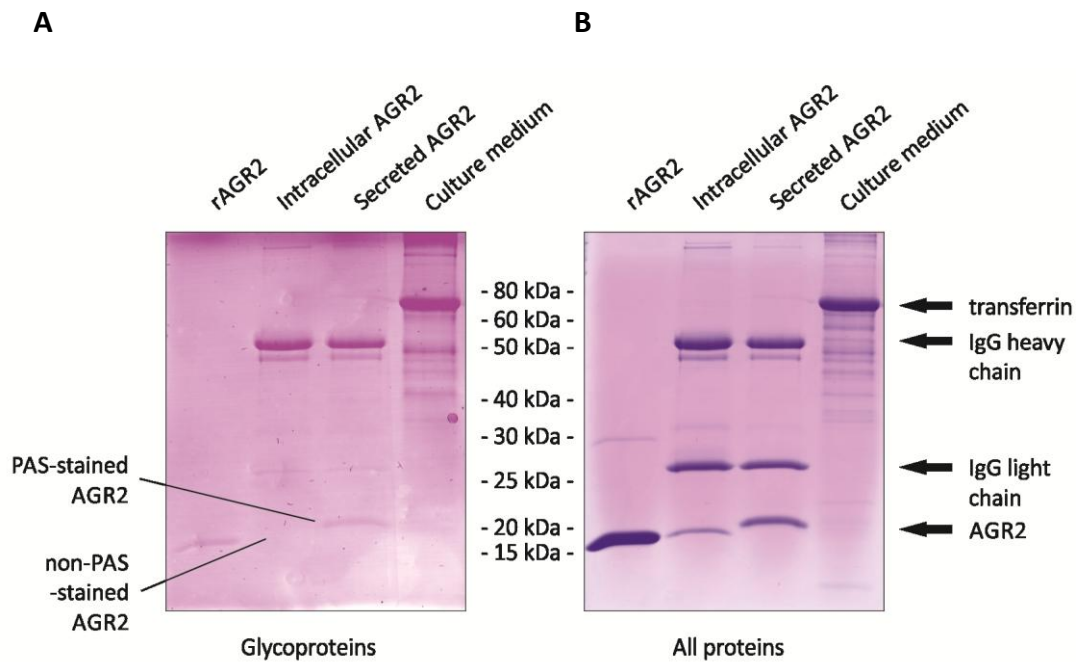 A
B
rAGR2
Intracellular AGR2
Secreted AGR2
Culture medium
rAGR2
Intracellular AGR2
Secreted AGR2
Culture medium
- 80 kDa -
- 60 kDa -
- 50 kDa -
- 40 kDa -
- 30 kDa -
- 25 kDa -
- 20 kDa -
- 15 kDa -
transferrin
IgG heavy
chain
IgG light
chain
AGR2
PAS-stained
AGR2
non-PAS
-stained
AGR2
Glycoproteins
All proteins